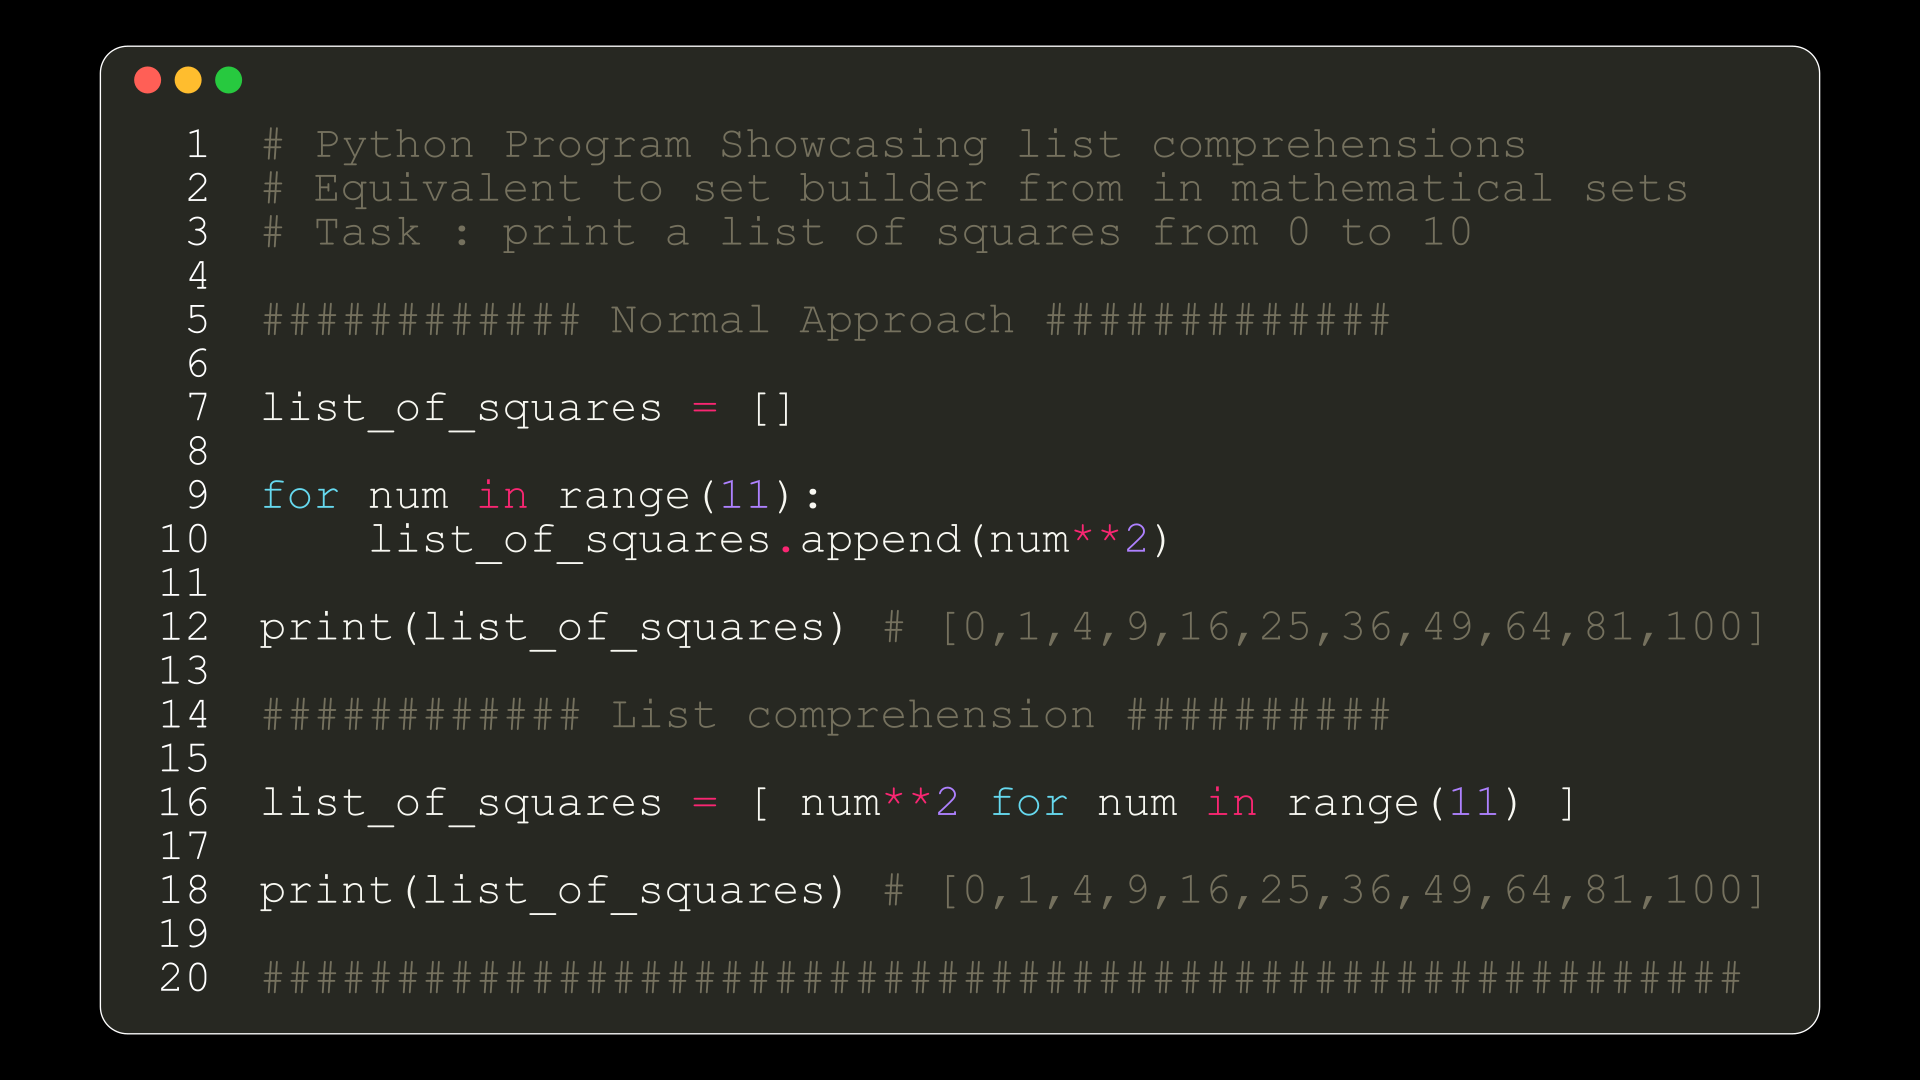 1 # Python Program Showcasing list comprehensions
2 # Equivalent to set builder from in mathematical sets
3 # Task : print a list of squares from 0 to 10
4
5 ############ Normal Approach #############
6
7 list_of_squares = []
8
9 for num in range(11):
10     list_of_squares.append(num**2)
11
12 print(list_of_squares) # [0,1,4,9,16,25,36,49,64,81,100]
13
14 ############ List comprehension ##########
15
16 list_of_squares = [ num**2 for num in range(11) ]
17
18 print(list_of_squares) # [0,1,4,9,16,25,36,49,64,81,100]
19
20 #######################################################